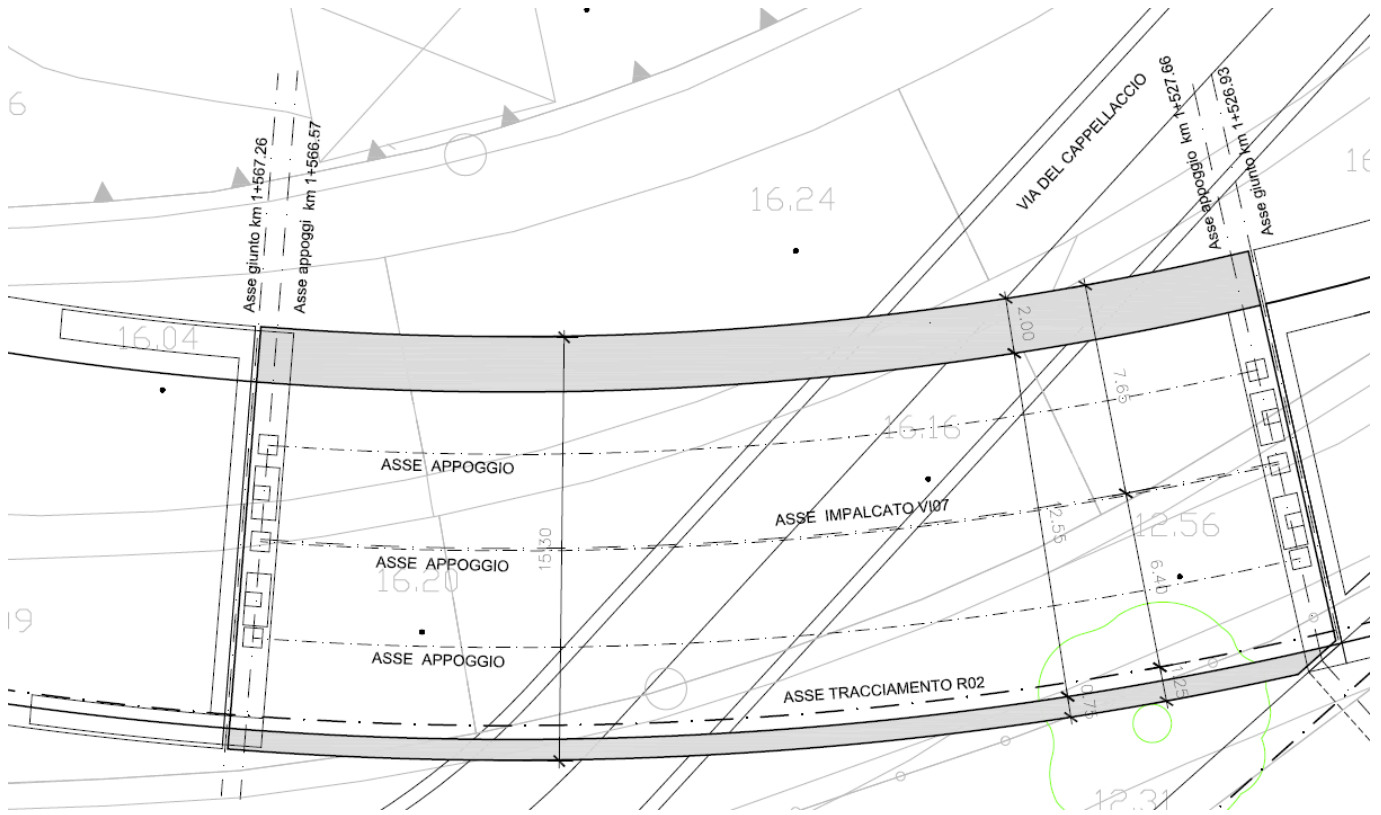 Asse giunto km 1+567.26
Asse appoggi km 1+566.57
VIA DEL CAPPELLACCIO
Asse appoggio km 1+527.66
Asse giunto km 1+526.93
6
16.24
16.04
2.00
7.65
16.16
ASSE APPOGGIO
ASSE IMPALCATO VI07
15.30
12.55
12.56
ASSE APPOGGIO
16.20
6.40
ASSE APPOGGIO
ASSE TRACCIAMENTO R02
0.75
1.25
12.31